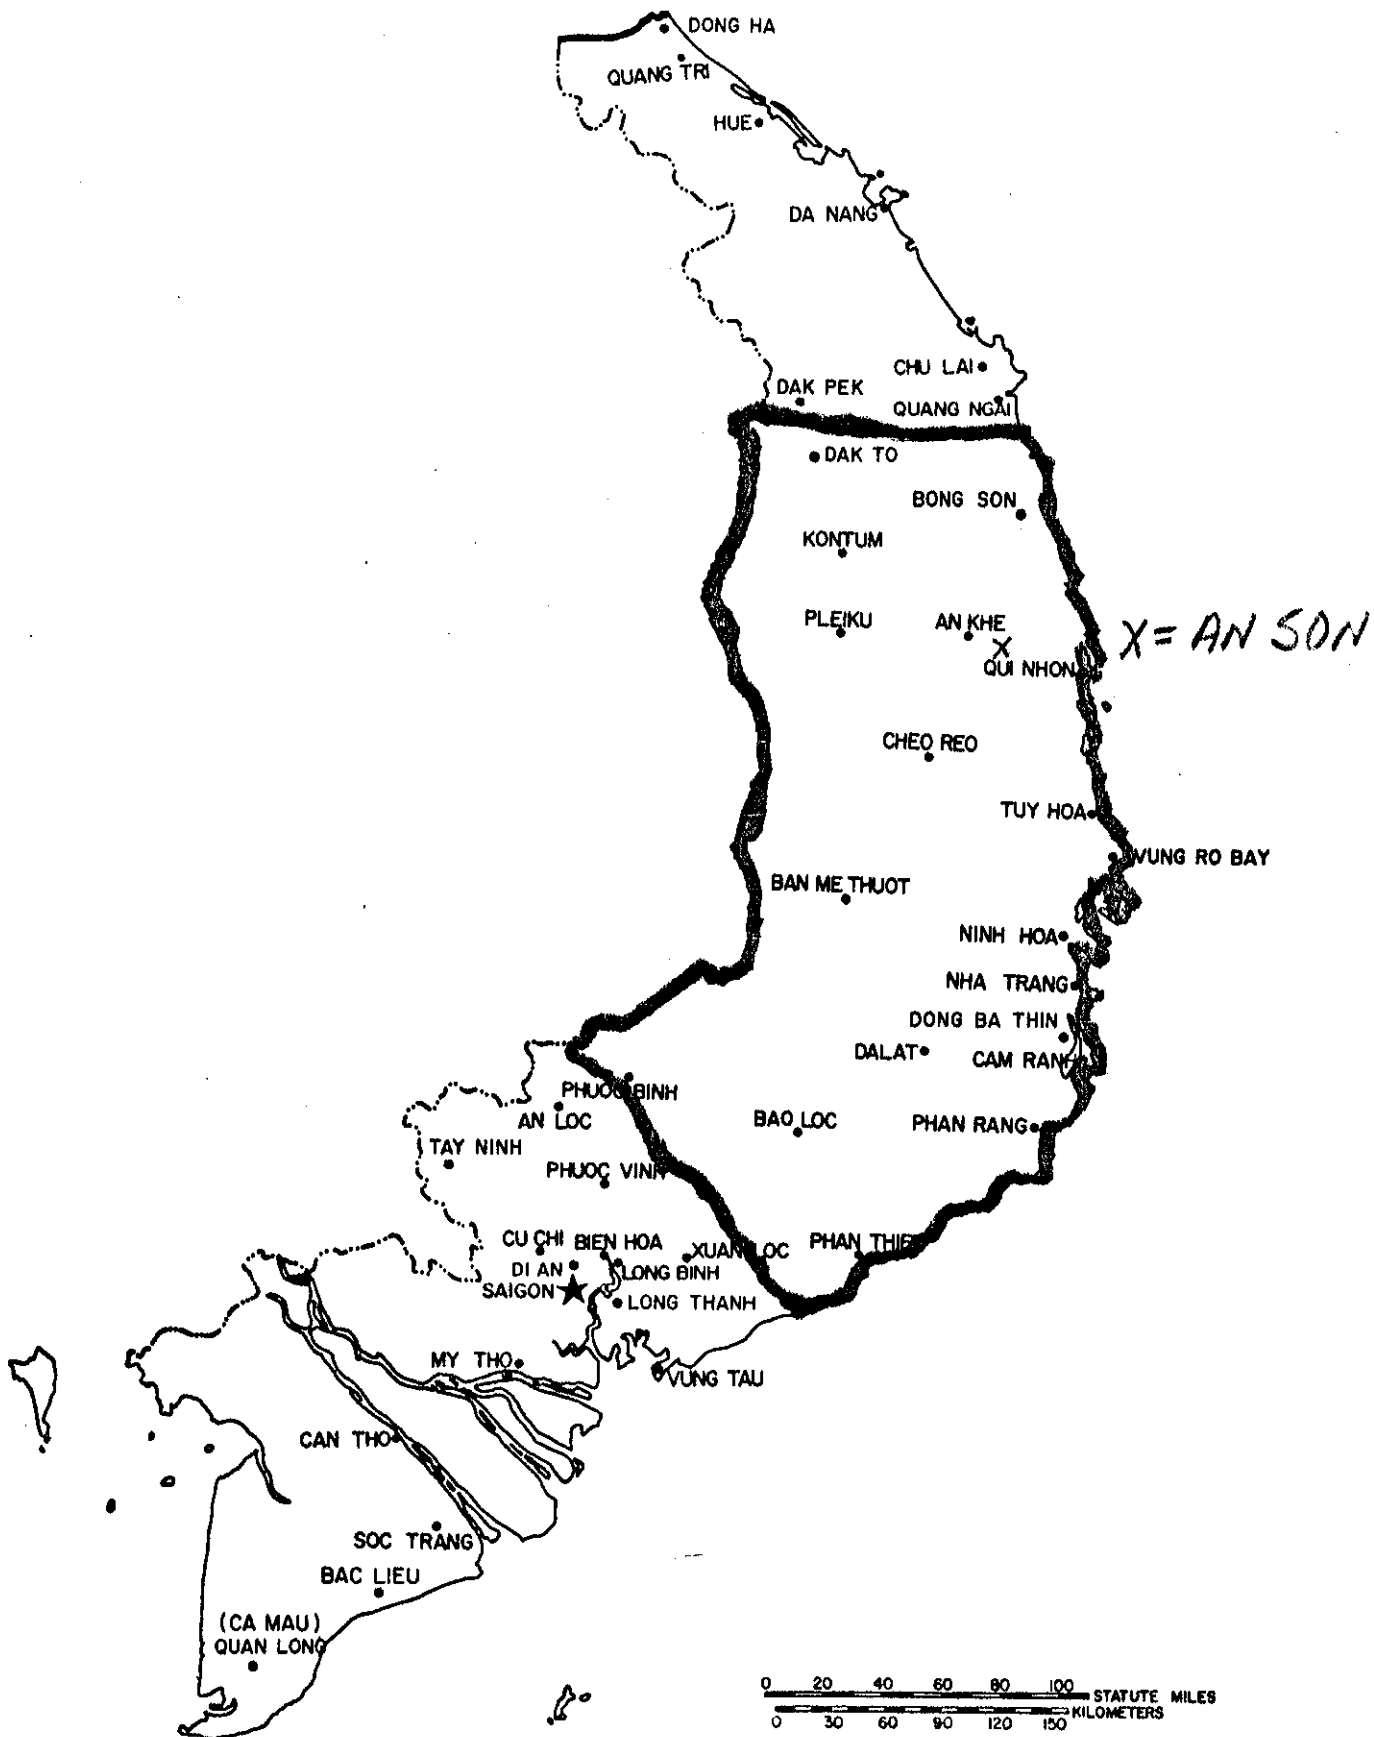 DONG HA
QUANG TRI
HUE
DA NANG
CHU LAI
DAK PEK
QUANG NGAI
DAK TO
BONG SON
KONTUM
PLEIKU
AN KHE
X = AN SON
X
QUI NHON
CHEO REO
TUY HOA
VUNG RO BAY
BAN ME THUOT
NINH HOA
NHA TRANG
DONG BA THIN
DALAT
CAM RANH
PHUOC BINH
AN LOC
BAO LOC
PHAN RANG
TAY NINH
PHUOC VINH
CU CHI
BIEN HOA
XUAN LOC
PHAN THIET
DI AN
LONG BINH
SAIGON
LONG THANH
MY THO
VUNG TAU
CAN THO
SOC TRANG
BAC LIEU
(CA MAU)
QUAN LONG
0 20 40 60 80 100 STATUTE MILES
0 30 60 90 120 150 KILOMETERS